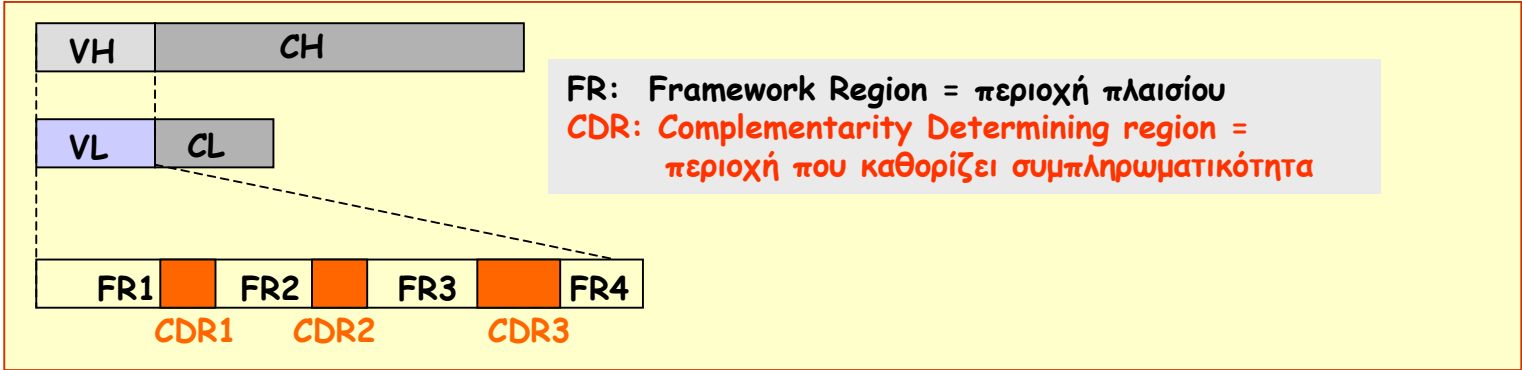 VH CH
FR: Framework Region = περιοχή πλαισίου
CDR: Complementarity Determining region =
περιοχή που καθορίζει συμπληρωματικότητα
VL CL
FR1 FR2 FR3 FR4
CDR1 CDR2 CDR3